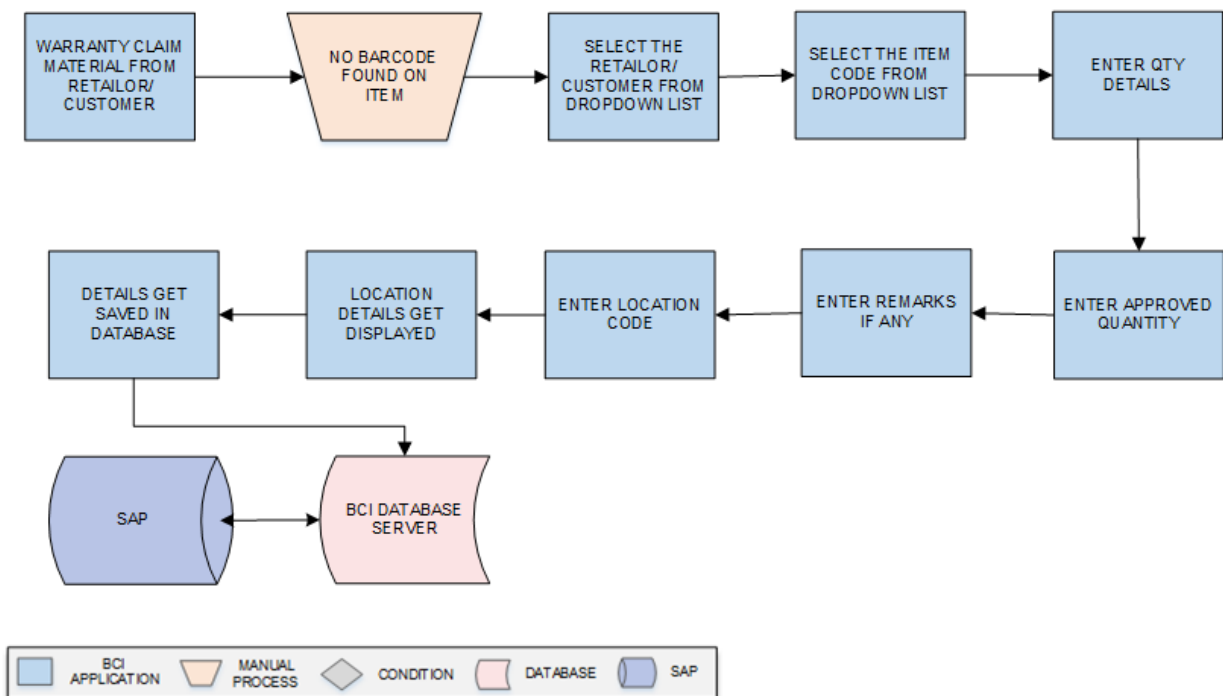 WARRANTY CLAIM
MATERIAL FROM
RETAILOR/
CUSTOMER
NO BARCODE
FOUND ON
ITEM
SELECT THE
RETAILOR/
CUSTOMER FROM
DROPDOWN LIST
SELECT THE ITEM
CODE FROM
DROPDOWN LIST
ENTER QTY
DETAILS
DETAILS GET
SAVED IN
DATABASE
LOCATION
DETAILS GET
DISPLAYED
ENTER LOCATION
CODE
ENTER REMARKS
IF ANY
ENTER APPROVED
QUANTITY
SAP
BCI DATABASE
SERVER
BCI
APPLICATION
MANUAL
PROCESS
CONDITION
DATABASE
SAP